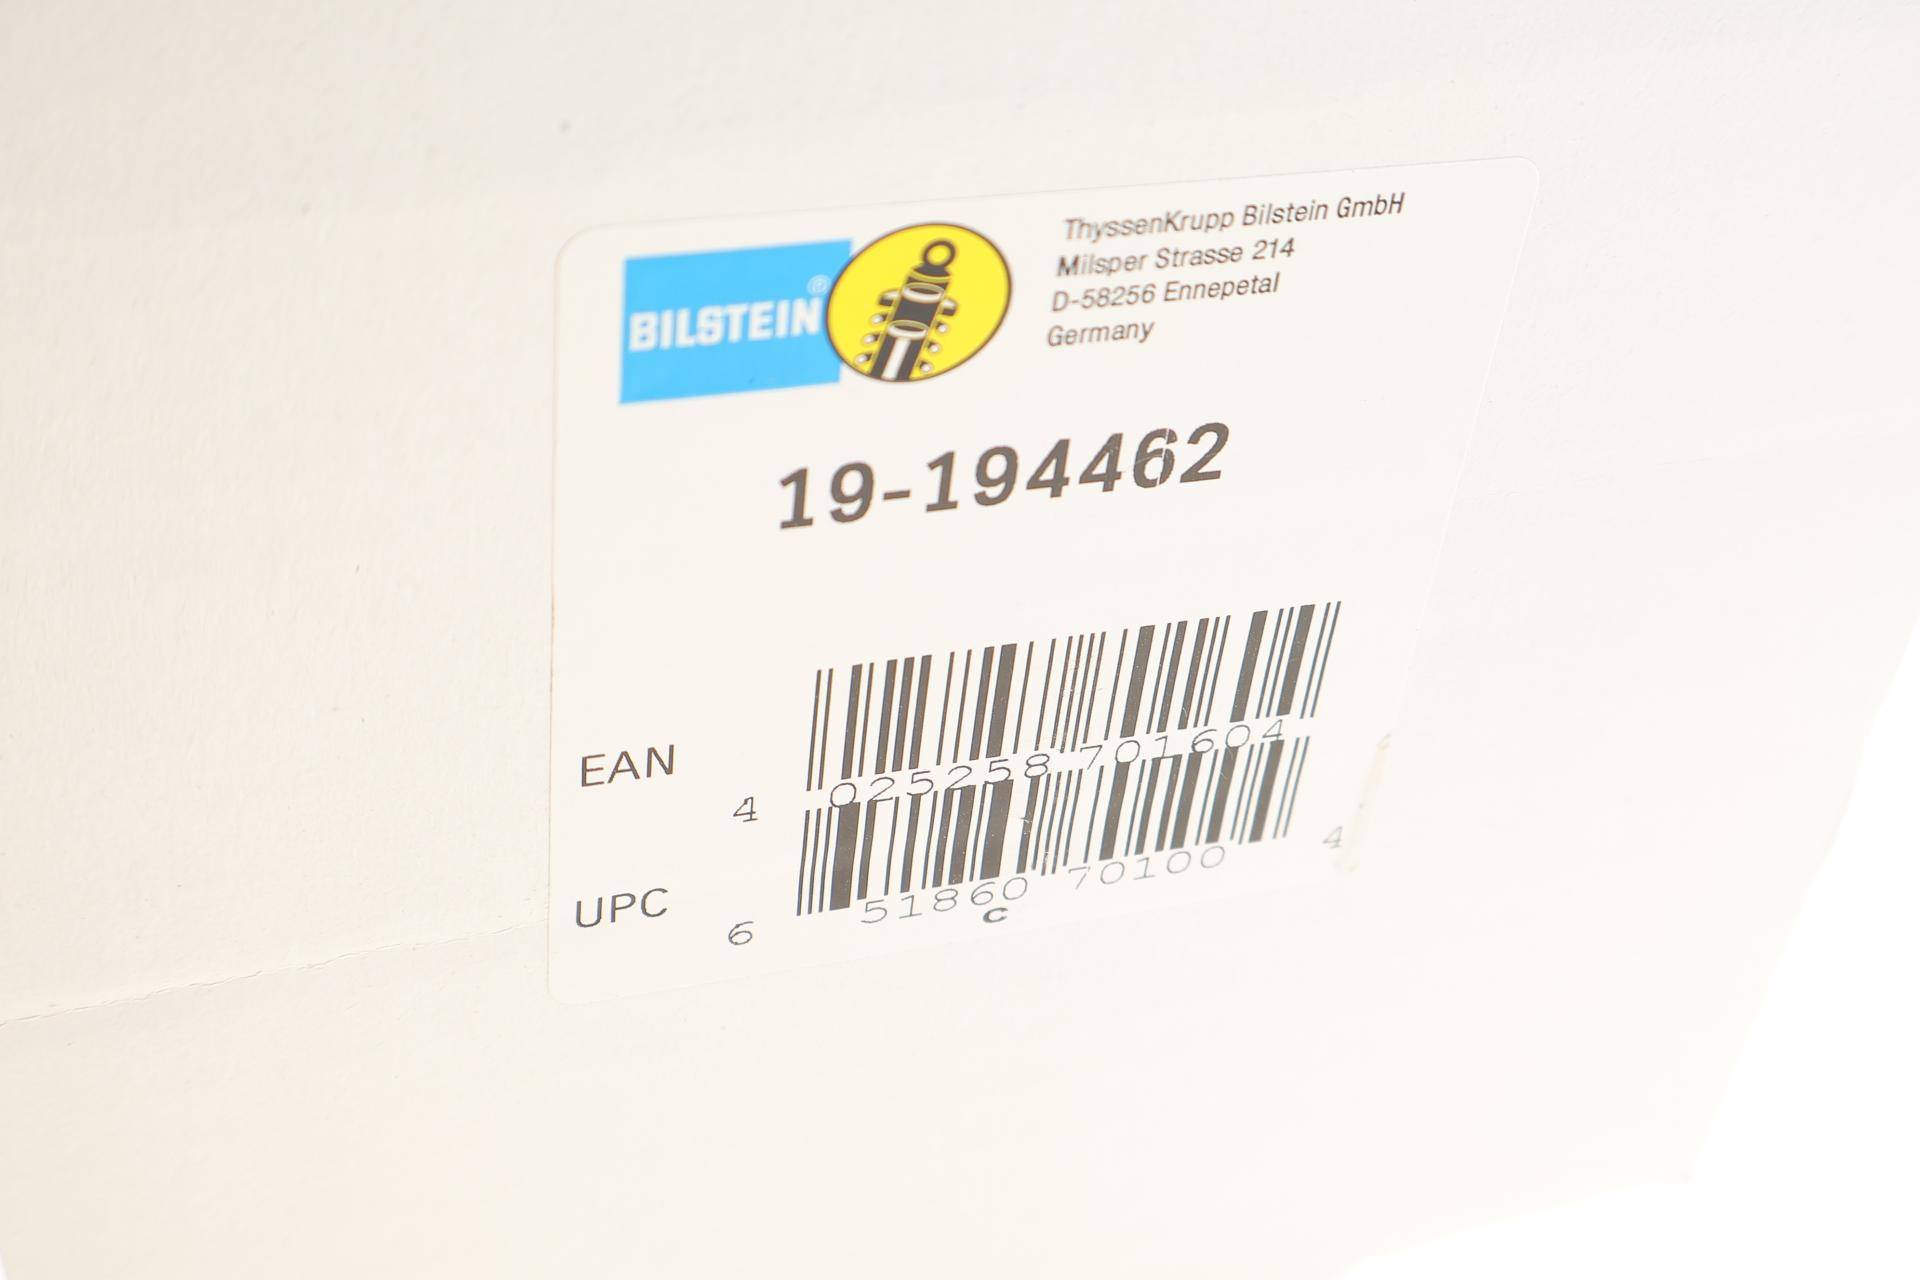 BILSTEIN®
ThyssenKrupp Bilstein GmbH
Milsper Strasse 214
D-58256 Ennepetal
Germany
19-194462
EAN
4 025258 701604
UPC
6 51860 70100 4
C